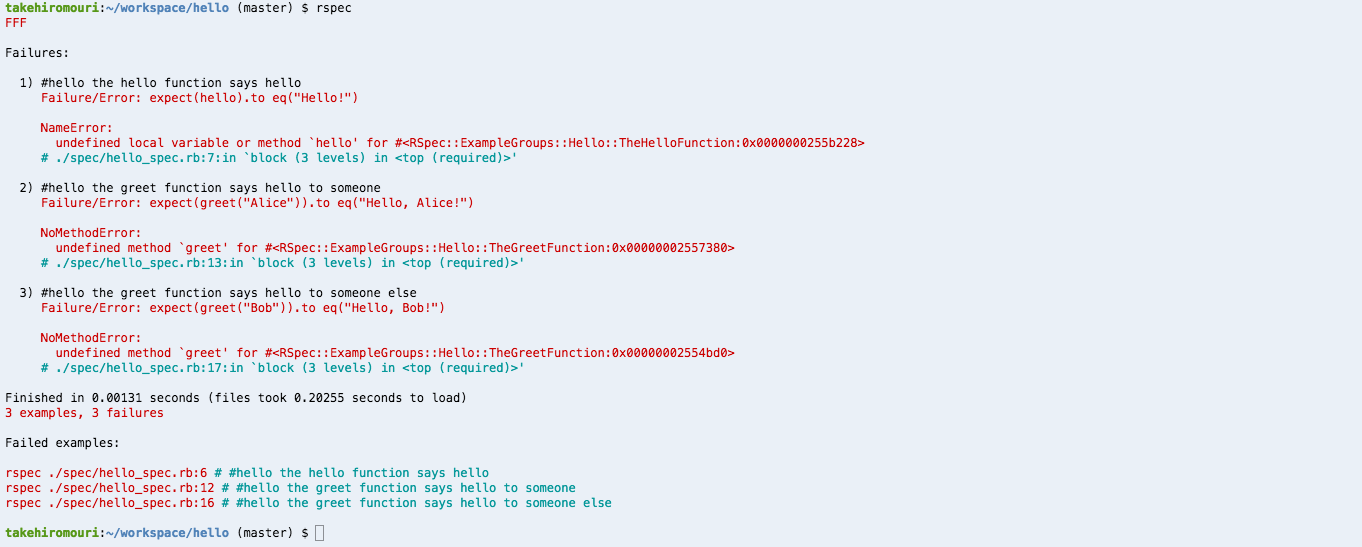 takehiromouri:~/workspace/hello (master) $ rspec
FFF

Failures:

  1) #hello the hello function says hello
     Failure/Error: expect(hello).to eq("Hello!")

     NameError:
       undefined local variable or method `hello' for #<RSpec::ExampleGroups::Hello::TheHelloFunction:0x0000000255b228>
     # ./spec/hello_spec.rb:7:in `block (3 levels) in <top (required)>'

  2) #hello the greet function says hello to someone
     Failure/Error: expect(greet("Alice")).to eq("Hello, Alice!")

     NoMethodError:
       undefined method `greet' for #<RSpec::ExampleGroups::Hello::TheGreetFunction:0x00000002557380>
     # ./spec/hello_spec.rb:13:in `block (3 levels) in <top (required)>'

  3) #hello the greet function says hello to someone else
     Failure/Error: expect(greet("Bob")).to eq("Hello, Bob!")

     NoMethodError:
       undefined method `greet' for #<RSpec::ExampleGroups::Hello::TheGreetFunction:0x00000002554bd0>
     # ./spec/hello_spec.rb:17:in `block (3 levels) in <top (required)>'

Finished in 0.00131 seconds (files took 0.20255 seconds to load)
3 examples, 3 failures

Failed examples:

rspec ./spec/hello_spec.rb:6 # #hello the hello function says hello
rspec ./spec/hello_spec.rb:12 # #hello the greet function says hello to someone
rspec ./spec/hello_spec.rb:16 # #hello the greet function says hello to someone else

takehiromouri:~/workspace/hello (master) $